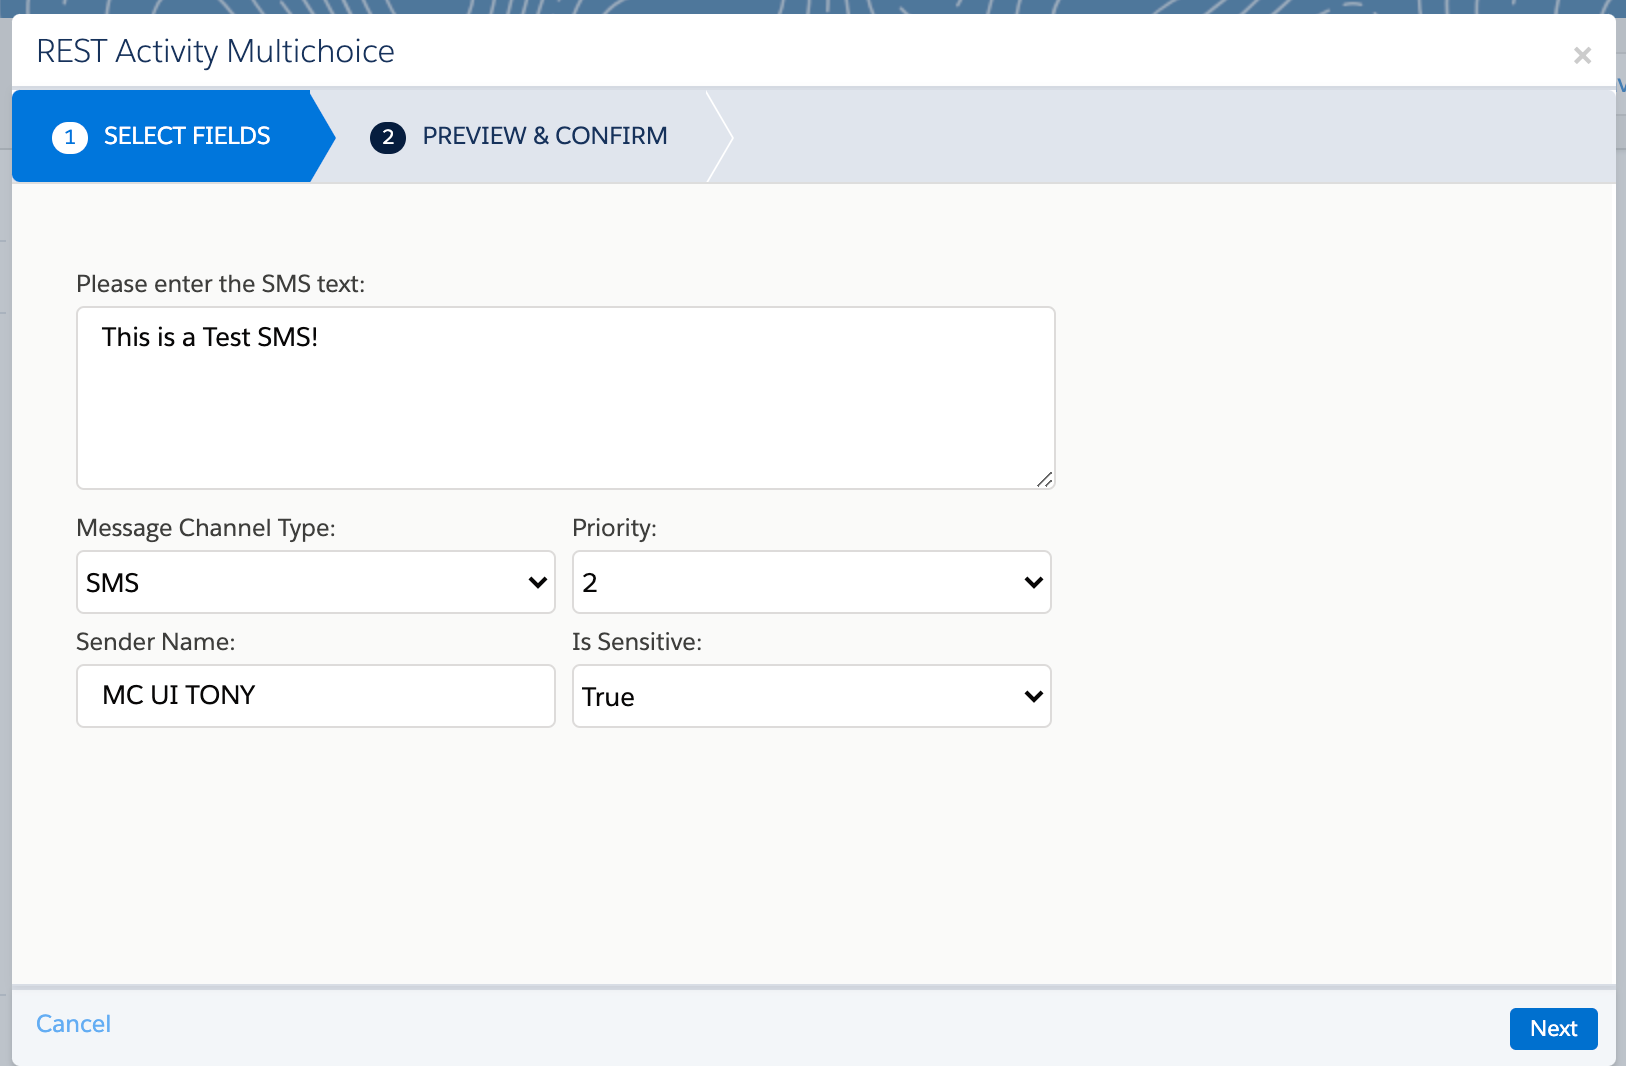 REST Activity Multichoice
×
1 SELECT FIELDS
2 PREVIEW & CONFIRM
Please enter the SMS text:
This is a Test SMS!
Message Channel Type:
Priority:
SMS
2
Sender Name:
Is Sensitive:
MC UI TONY
True
Cancel
Next